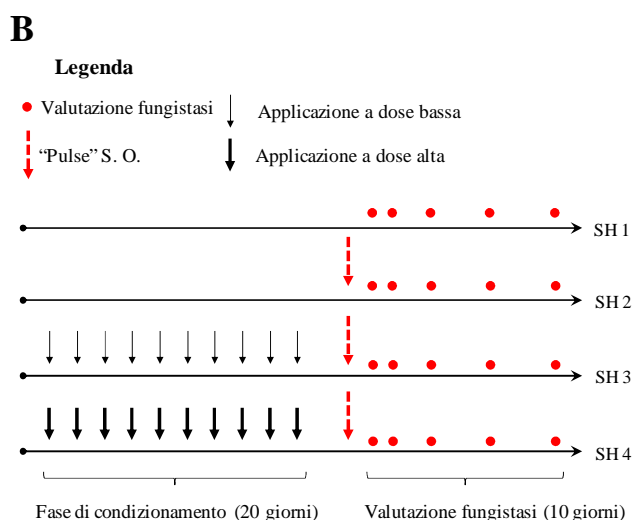 B
Legenda
Valutazione fungistasi
Applicazione a dose bassa
“Pulse” S. O.
Applicazione a dose alta
SH 1
SH 2
SH 3
SH 4
Fase di condizionamento (20 giorni)
Valutazione fungistasi (10 giorni)